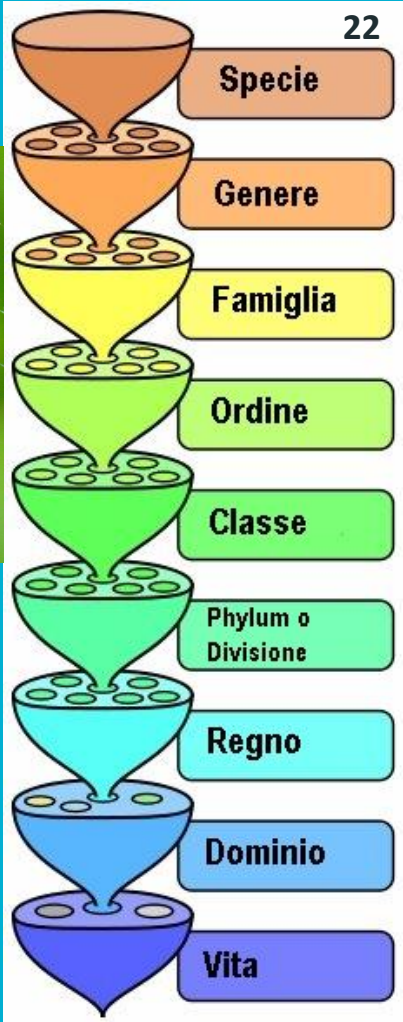 22
Specie
Genere
Famiglia
Ordine
Classe
Phylum o
Divisione
Regno
Dominio
Vita